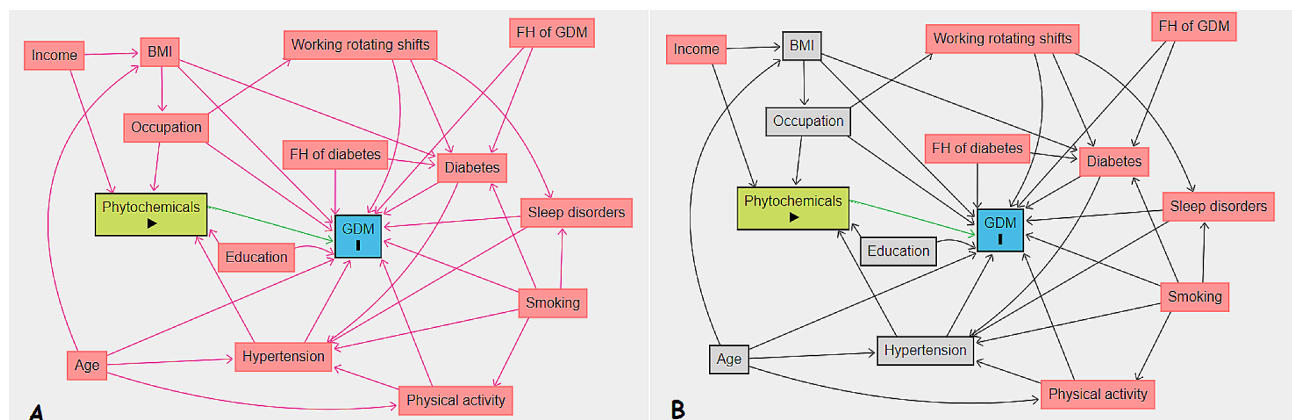 Income
BMI
Working rotating shifts
FH of GDM
Occupation
FH of diabetes
Diabetes
Phytochemicals
Sleep disorders
GDM
Education
Smoking
Age
Hypertension
Physical activity
A
Income
BMI
Working rotating shifts
FH of GDM
Occupation
FH of diabetes
Diabetes
Phytochemicals
Sleep disorders
GDM
Education
Smoking
Age
Hypertension
Physical activity
B